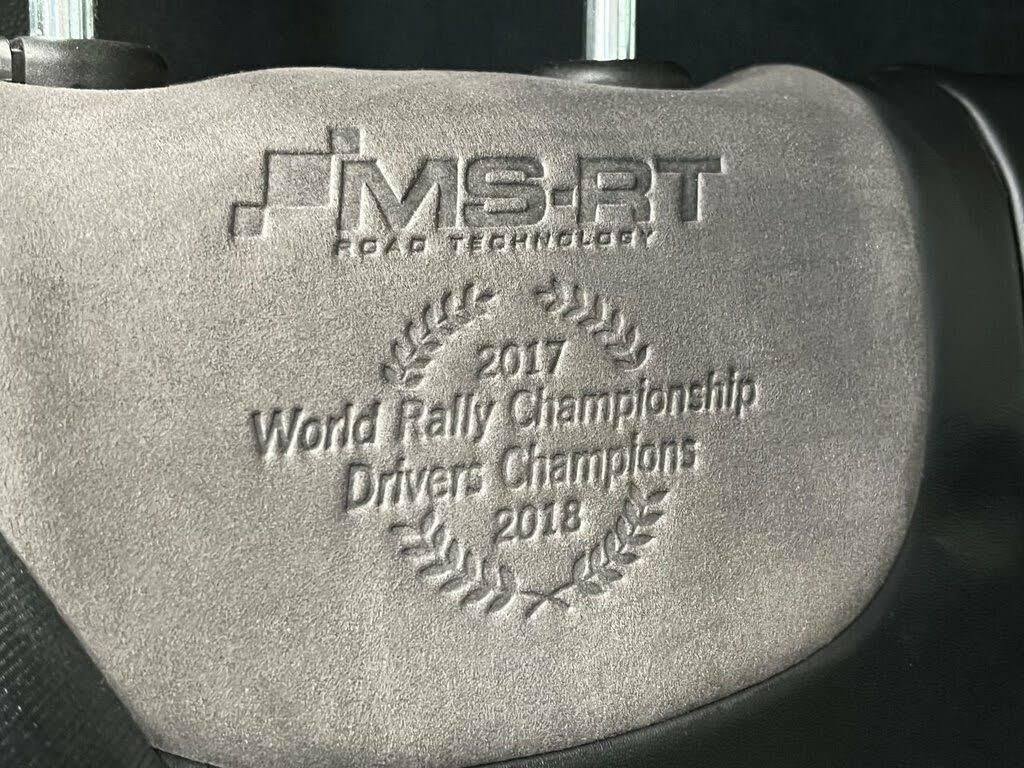 MS-RT
ROAD TECHNOLOGY
2017
World Rally Championship
Drivers Champions
2018